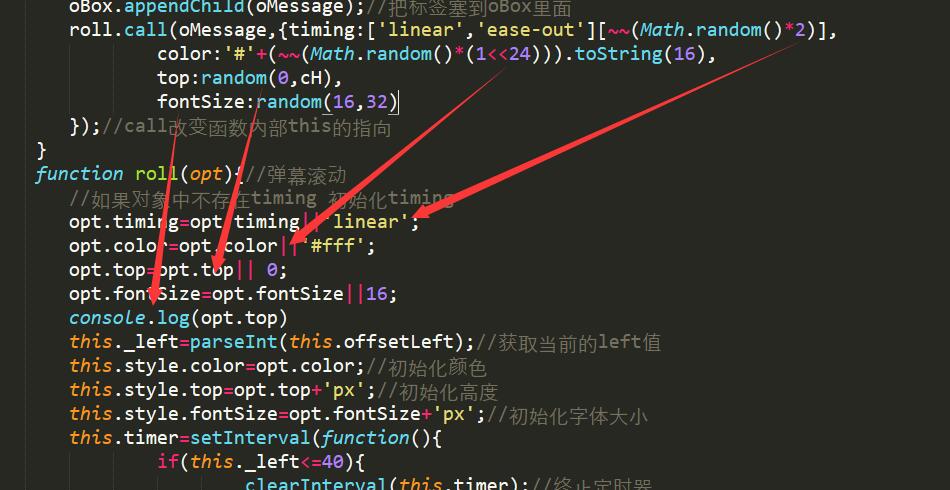 oBox.appendChild(oMessage);//把标签塞到oBox里面
roll.call(oMessage,{timing:['linear','ease-out'][~~(Math.random()*2)],
color:'#'+(~~(Math.random()*(1<<24))).toString(16),
top:random(0,cH),
fontSize:random(16,32)
});//call改变函数内部this的指向
}
function roll(opt){//弹幕滚动
//如果对象中不存在timing 初始化timing
opt.timing=opt.timing||'linear';
opt.color=opt.color||'#fff';
opt.top=opt.top|| 0;
opt.fontSize=opt.fontSize||16;
console.log(opt.top)
this._left=parseInt(this.offsetLeft);//获取当前的left值
this.style.color=opt.color;//初始化颜色
this.style.top=opt.top+'px';//初始化高度
this.style.fontSize=opt.fontSize+'px';//初始化字体大小
this.timer=setInterval(function(){
if(this._left<=40){
clearInterval(this.timer);//终止定时器